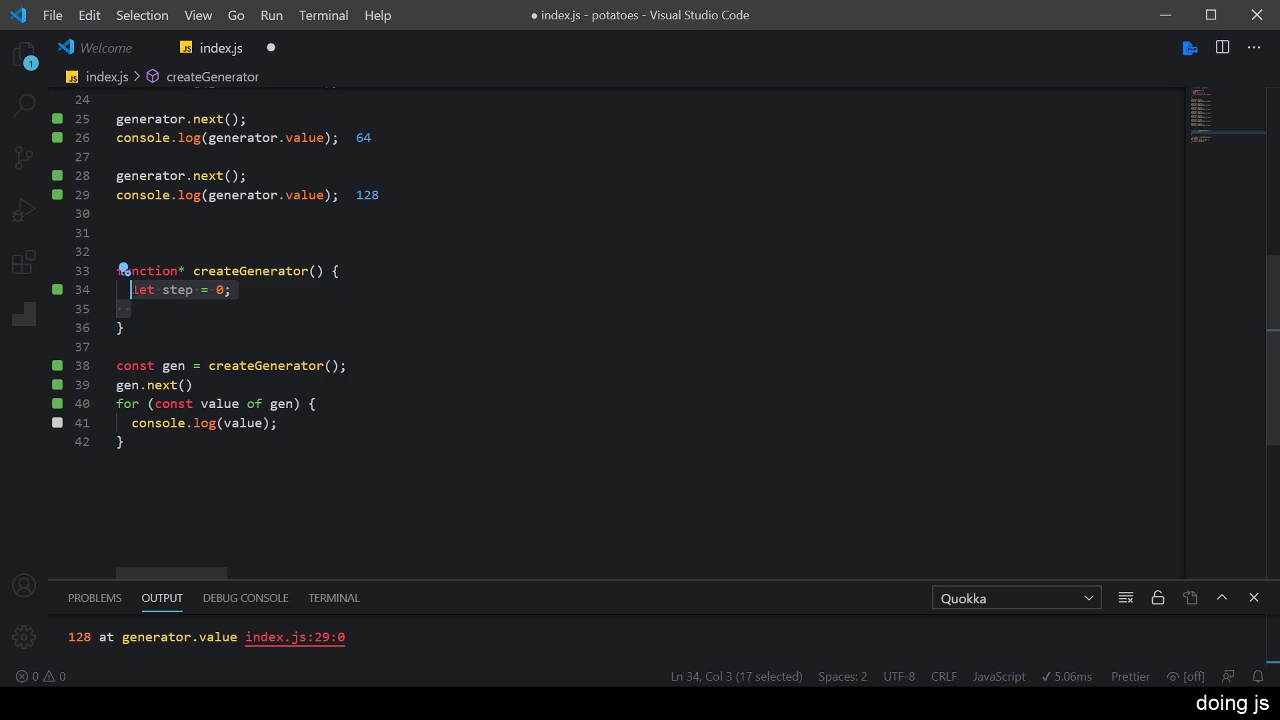 File Edit Selection View Go Run Terminal Help ● index.js - potatoes - Visual Studio Code
Welcome JS index.js
1
JS index.js > createGenerator
24
25 generator.next();
26 console.log(generator.value); 64
27
28 generator.next();
29 console.log(generator.value); 128
30
31
32
33 function* createGenerator() {
34 let step = 0;
35
36 }
37
38 const gen = createGenerator();
39 gen.next()
40 for (const value of gen) {
41 console.log(value);
42 }
PROBLEMS OUTPUT DEBUG CONSOLE TERMINAL Quokka
128 at generator.value index.js:29:0
0 0 Ln 34, Col 3 (17 selected) Spaces: 2 UTF-8 CRLF JavaScript ✓ 5.06ms Prettier [off]
doing js